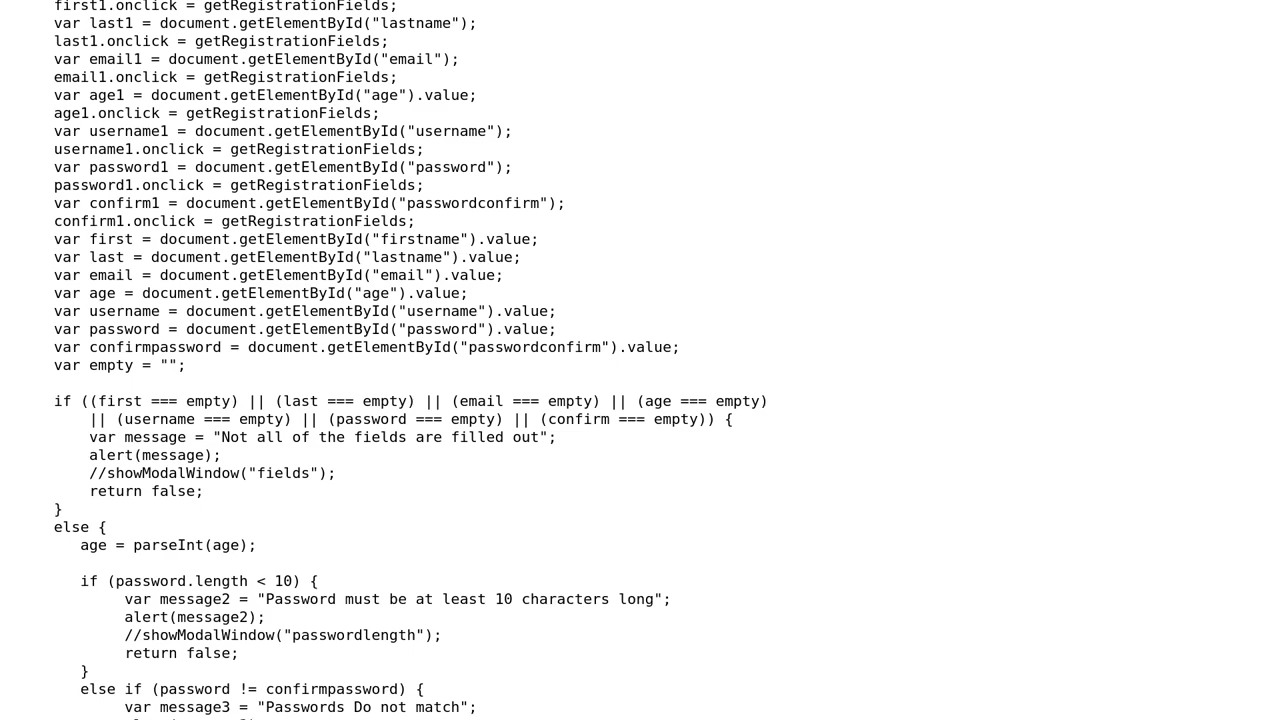 first1.onclick = getRegistrationFields;
var last1 = document.getElementById("lastname");
last1.onclick = getRegistrationFields;
var email1 = document.getElementById("email");
email1.onclick = getRegistrationFields;
var age1 = document.getElementById("age").value;
age1.onclick = getRegistrationFields;
var username1 = document.getElementById("username");
username1.onclick = getRegistrationFields;
var password1 = document.getElementById("password");
password1.onclick = getRegistrationFields;
var confirm1 = document.getElementById("passwordconfirm");
confirm1.onclick = getRegistrationFields;
var first = document.getElementById("firstname").value;
var last = document.getElementById("lastname").value;
var email = document.getElementById("email").value;
var age = document.getElementById("age").value;
var username = document.getElementById("username").value;
var password = document.getElementById("password").value;
var confirmpassword = document.getElementById("passwordconfirm").value;
var empty = "";
if ((first === empty) || (last === empty) || (email === empty) || (age === empty)
|| (username === empty) || (password === empty) || (confirm === empty)) {
var message = "Not all of the fields are filled out";
alert(message);
//showModalWindow("fields");
return false;
}
else {
age = parseInt(age);
if (password.length < 10) {
var message2 = "Password must be at least 10 characters long";
alert(message2);
//showModalWindow("passwordlength");
return false;
}
else if (password != confirmpassword) {
var message3 = "Passwords Do not match";